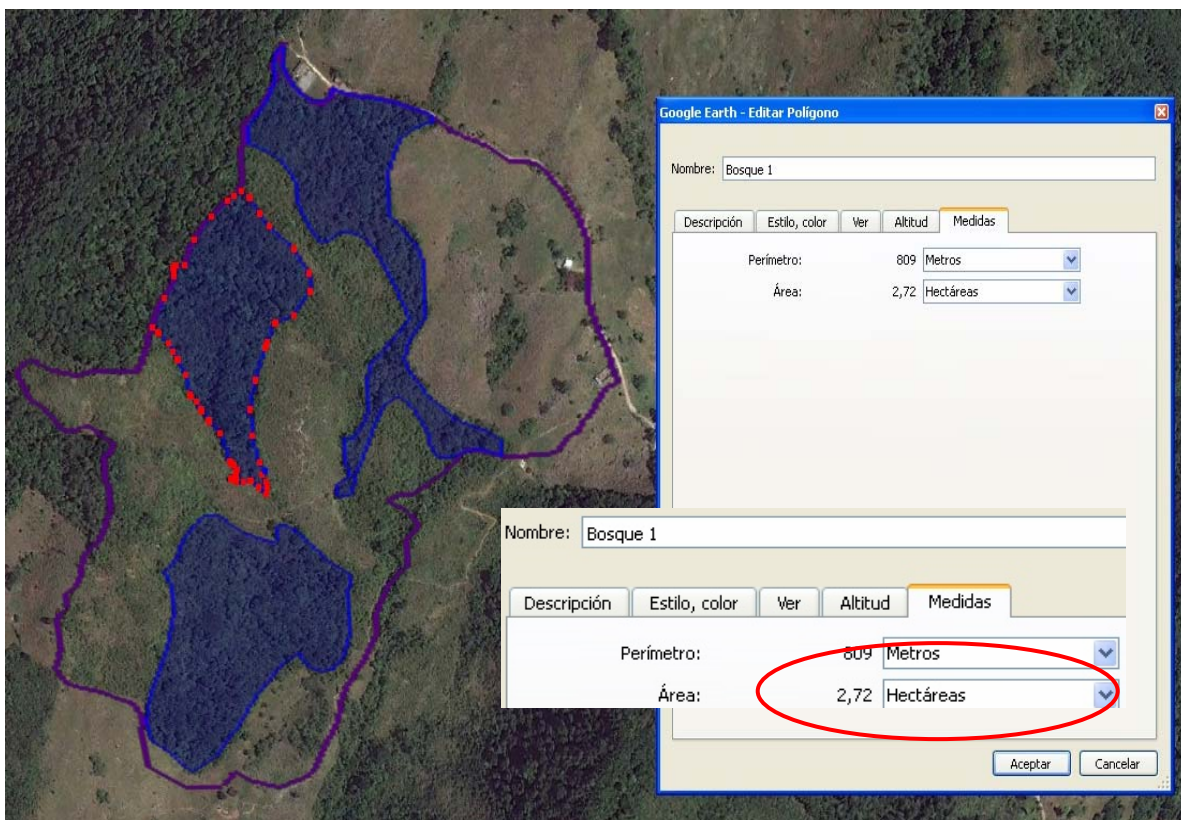 Google Earth - Editar Polígono
Nombre: Bosque 1
Descripción Estilo, color Ver Altitud Medidas
Perímetro: 809 Metros
Área: 2,72 Hectáreas
Nombre: Bosque 1
Descripción Estilo, color Ver Altitud Medidas
Perímetro: 809 Metros
Área: 2,72 Hectáreas
Aceptar Cancelar